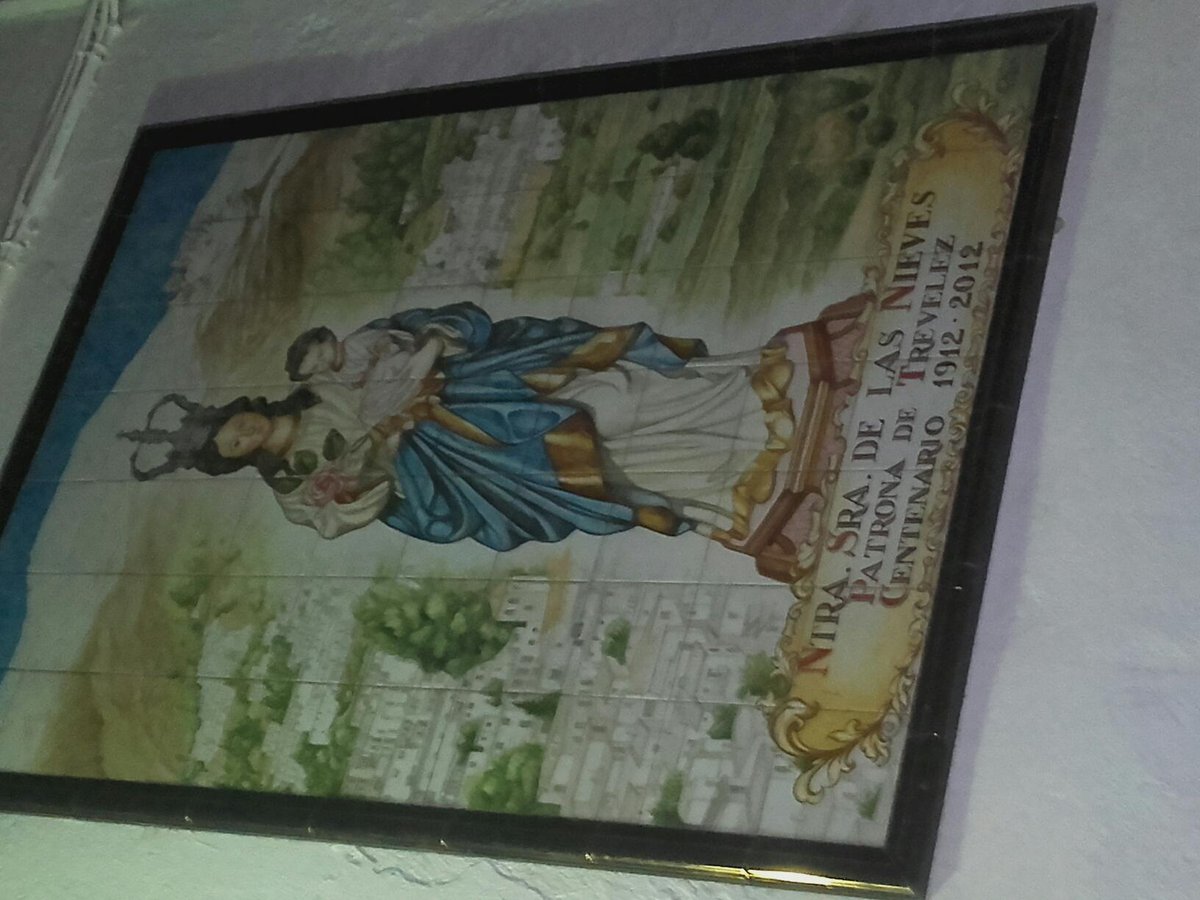 NTRA. SRA. DE LAS NIEVES
PATRONA DE TREVELEZ
CENTENARIO 1912 · 2012